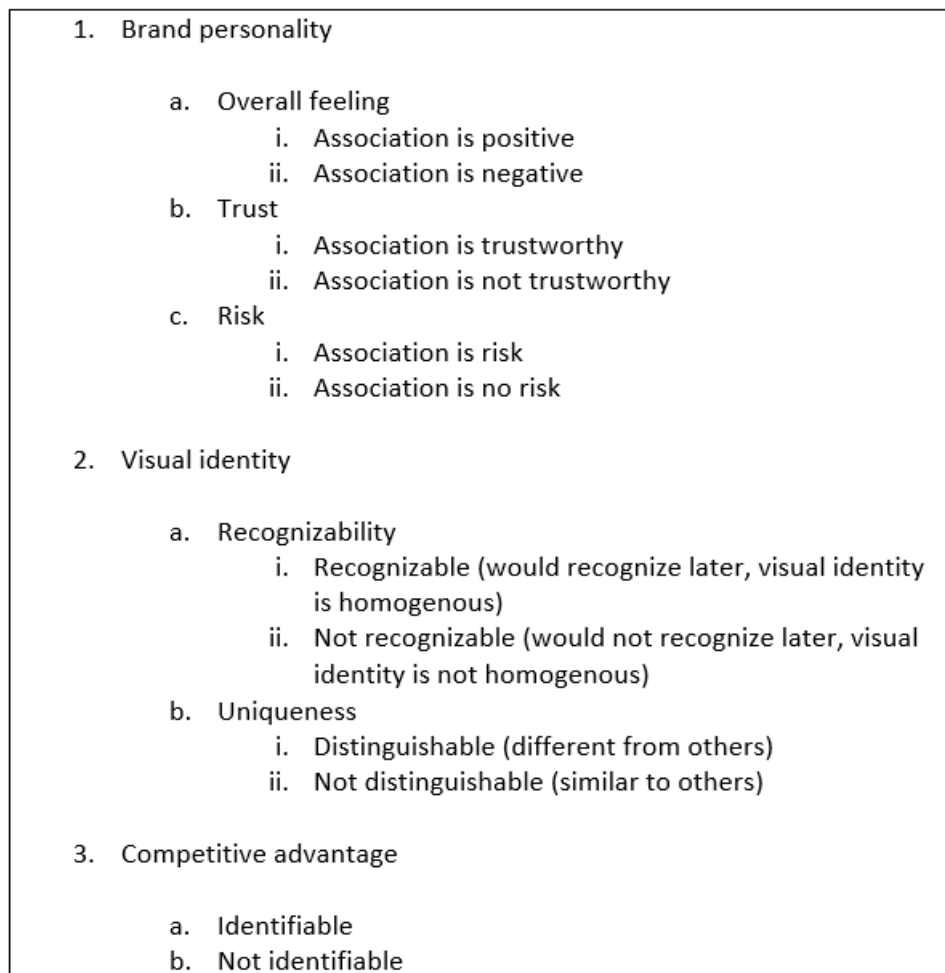 1. Brand personality
a. Overall feeling
i. Association is positive
ii. Association is negative
b. Trust
i. Association is trustworthy
ii. Association is not trustworthy
c. Risk
i. Association is risk
ii. Association is no risk
2. Visual identity
a. Recognizability
i. Recognizable (would recognize later, visual identity
is homogenous)
ii. Not recognizable (would not recognize later, visual
identity is not homogenous)
b. Uniqueness
i. Distinguishable (different from others)
ii. Not distinguishable (similar to others)
3. Competitive advantage
a. Identifiable
b. Not identifiable